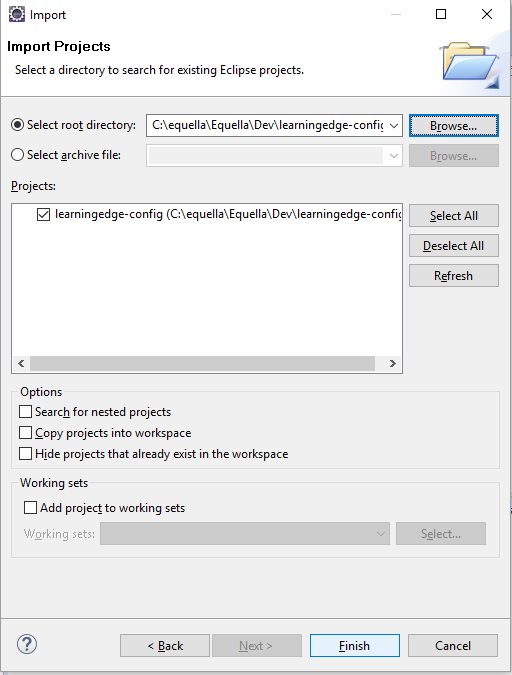 Import
Import Projects
Select a directory to search for existing Eclipse projects.
Select root directory: C:\equella\Equella\Dev\learningedge-config Browse...
Select archive file: Browse...
Projects:
learningedge-config (C:\equella\Equella\Dev\learningedge-config
Select All
Deselect All
Refresh
Options
Search for nested projects
Copy projects into workspace
Hide projects that already exist in the workspace
Working sets
Add project to working sets
Working sets: Select...
? < Back Next > Finish Cancel